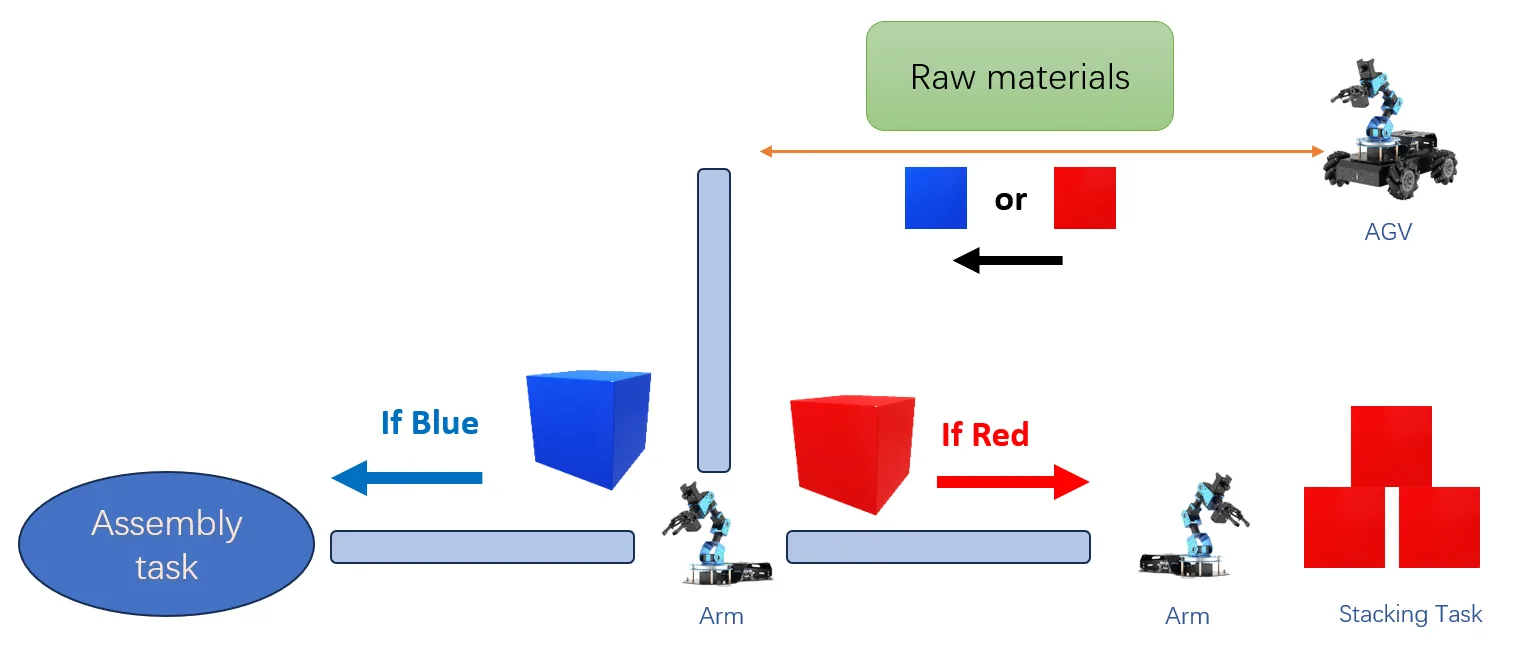 Raw materials
or
AGV
If Blue
If Red
Assembly
task
Arm
Arm
Stacking Task